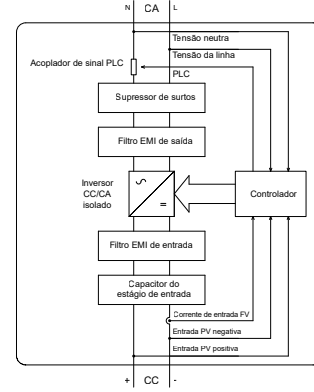 N CA L
Tensão neutra
Tensão da linha
Acoplador de sinal PLC
PLC
Supressor de surtos
Filtro EMI de saída
Inversor
CC/CA
isolado
=
Controlador
Filtro EMI de entrada
Capacitor do
estágio de entrada
Corrente de entrada FV
Entrada PV negativa
Entrada PV positiva
+ CC -